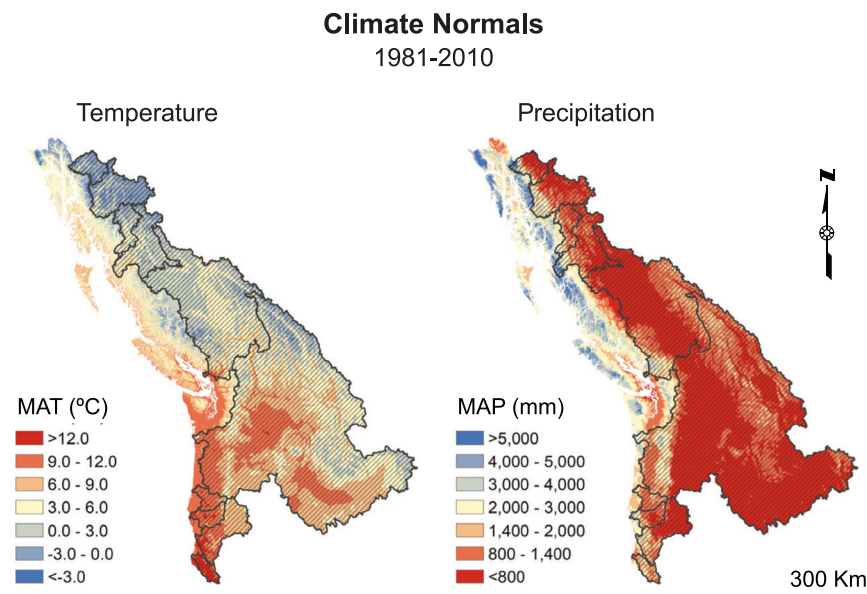 Climate Normals
1981-2010
Temperature
Precipitation
N
MAT (ºC)
>12.0
9.0 - 12.0
6.0 - 9.0
3.0 - 6.0
0.0 - 3.0
-3.0 - 0.0
<-3.0
MAP (mm)
>5,000
4,000 - 5,000
3,000 - 4,000
2,000 - 3,000
1,400 - 2,000
800 - 1,400
<800
300 Km